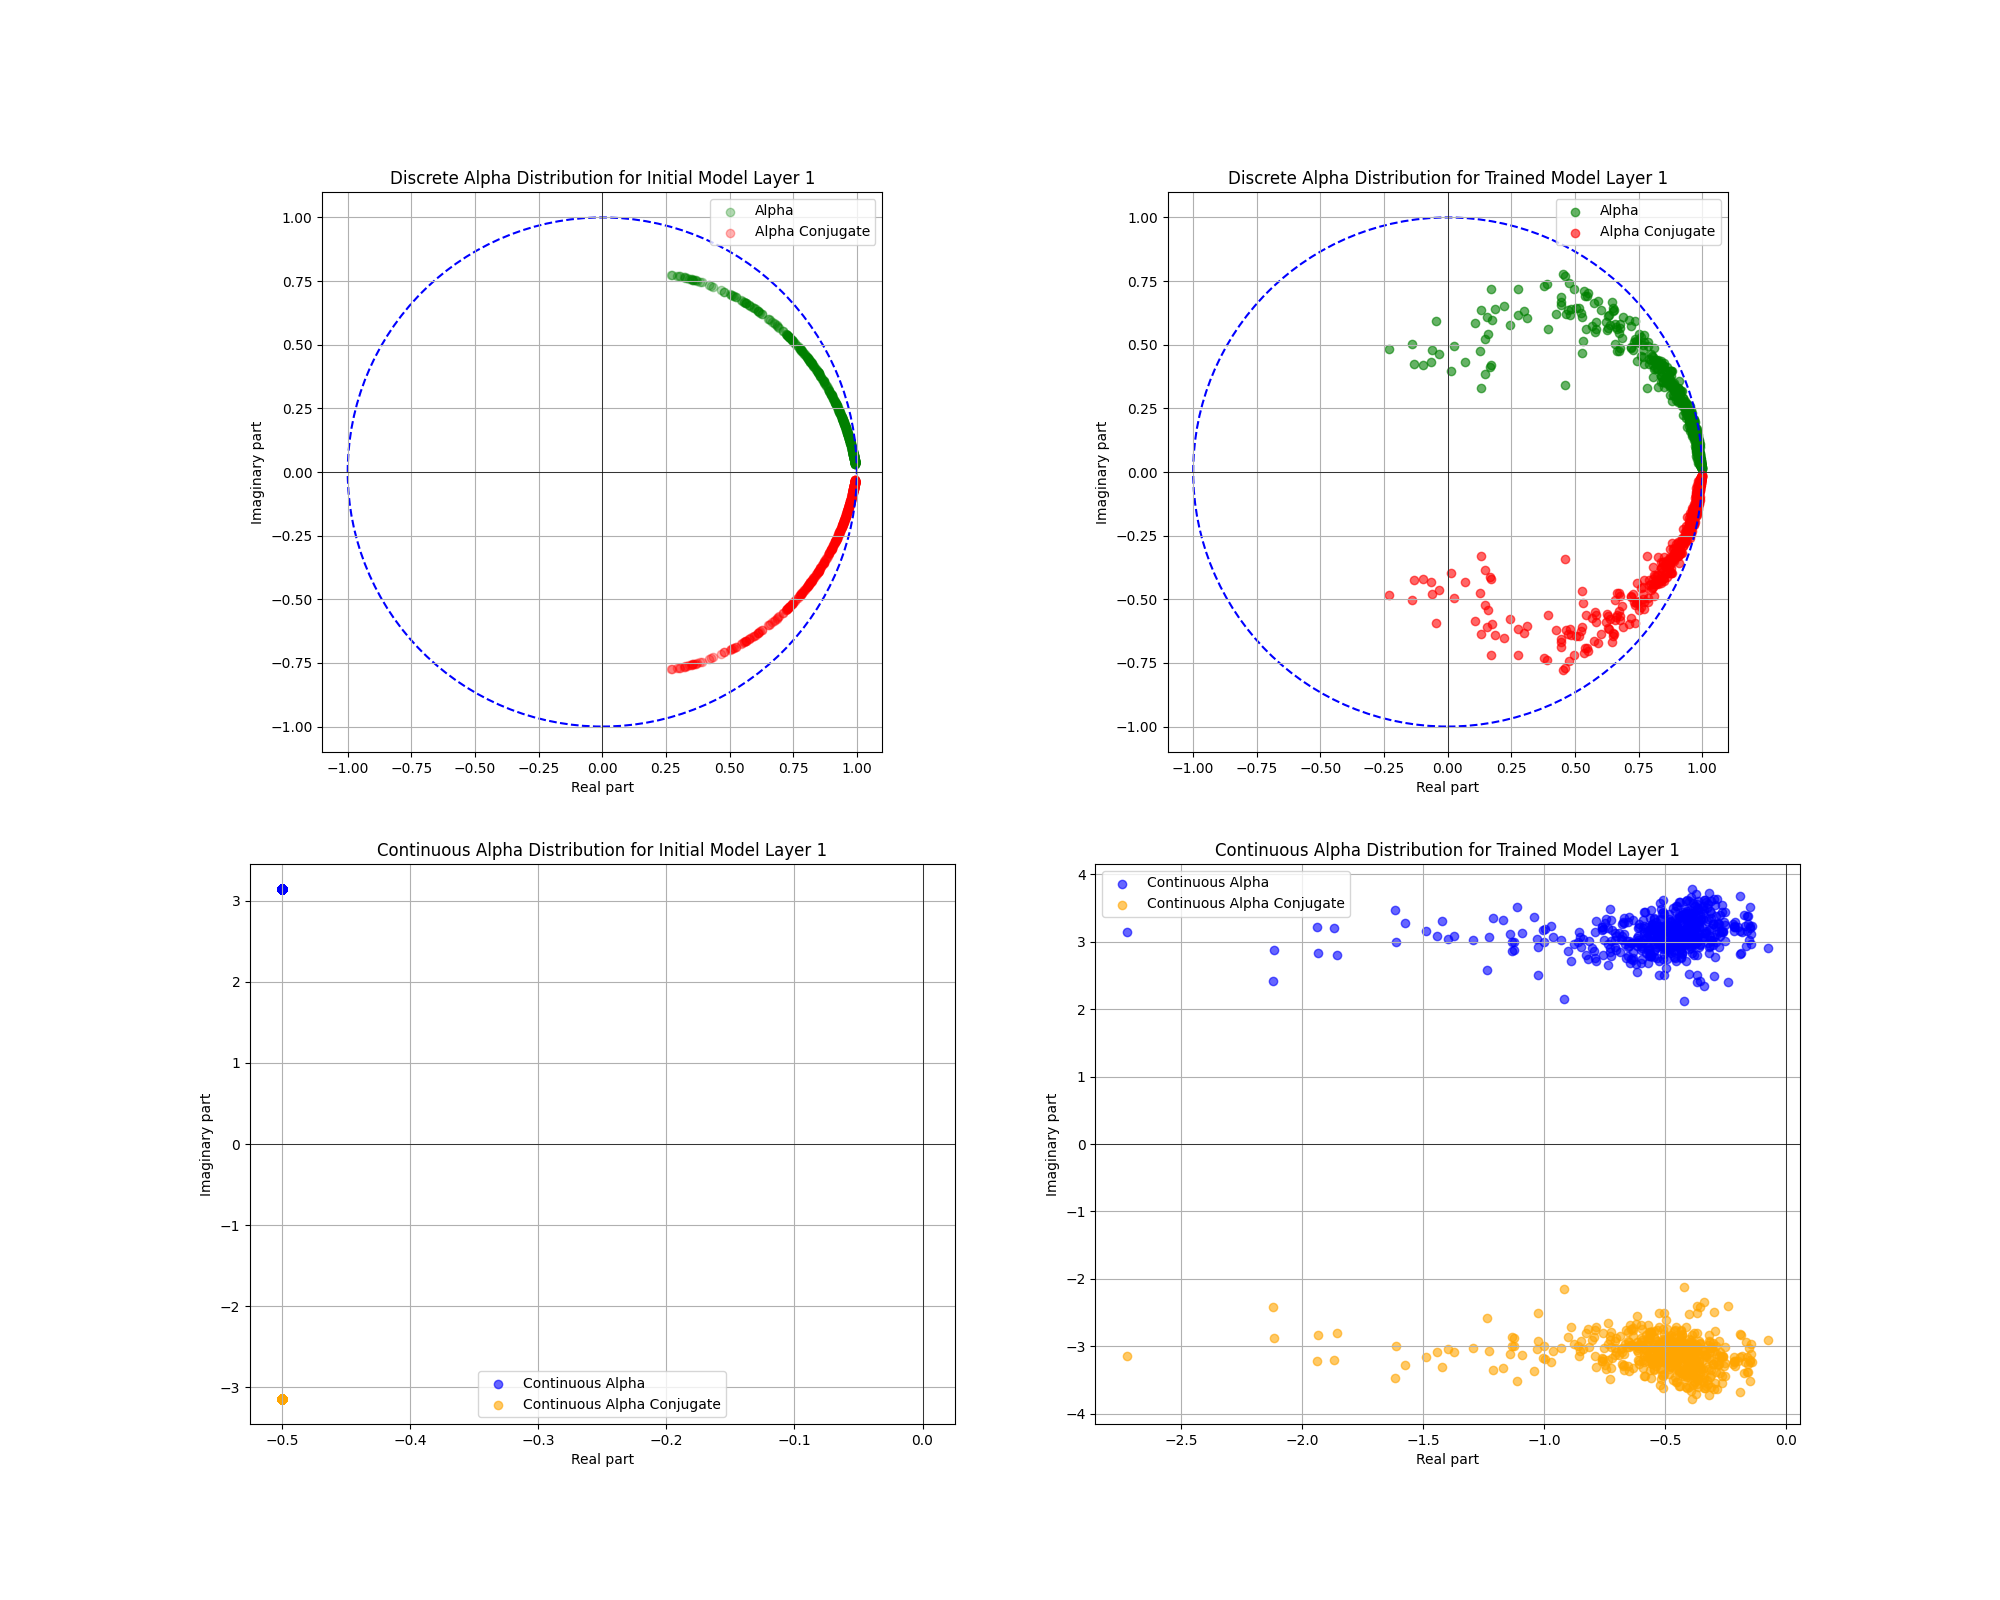 Discrete Alpha Distribution for Initial Model Layer 1
Alpha
Alpha Conjugate
1.00
0.75
0.50
0.25
0.00
−0.25
−0.50
−0.75
−1.00
Imaginary part
−1.00 −0.75 −0.50 −0.25 0.00 0.25 0.50 0.75 1.00
Real part
Discrete Alpha Distribution for Trained Model Layer 1
Alpha
Alpha Conjugate
1.00
0.75
0.50
0.25
0.00
−0.25
−0.50
−0.75
−1.00
Imaginary part
−1.00 −0.75 −0.50 −0.25 0.00 0.25 0.50 0.75 1.00
Real part
Continuous Alpha Distribution for Initial Model Layer 1
3
2
1
0
−1
−2
−3
Imaginary part
Continuous Alpha
Continuous Alpha Conjugate
−0.5 −0.4 −0.3 −0.2 −0.1 0.0
Real part
Continuous Alpha Distribution for Trained Model Layer 1
Continuous Alpha
Continuous Alpha Conjugate
4
3
2
1
0
−1
−2
−3
−4
Imaginary part
−2.5 −2.0 −1.5 −1.0 −0.5 0.0
Real part